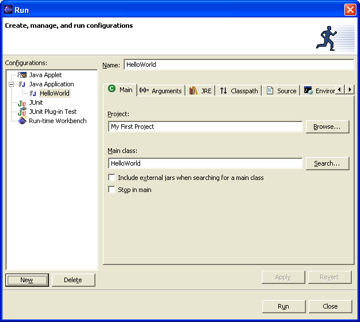 Run
Create, manage, and run configurations
Configurations:
Java Applet
Java Application
HelloWorld
JUnit
JUnit Plug-in Test
Run-time Workbench
New
Delete
Name: HelloWorld
Main Arguments JRE Classpath Source Environ
Project:
My First Project
Browse...
Main class:
HelloWorld
Search...
Include external jars when searching for a main class
Stop in main
Apply
Revert
Run
Close